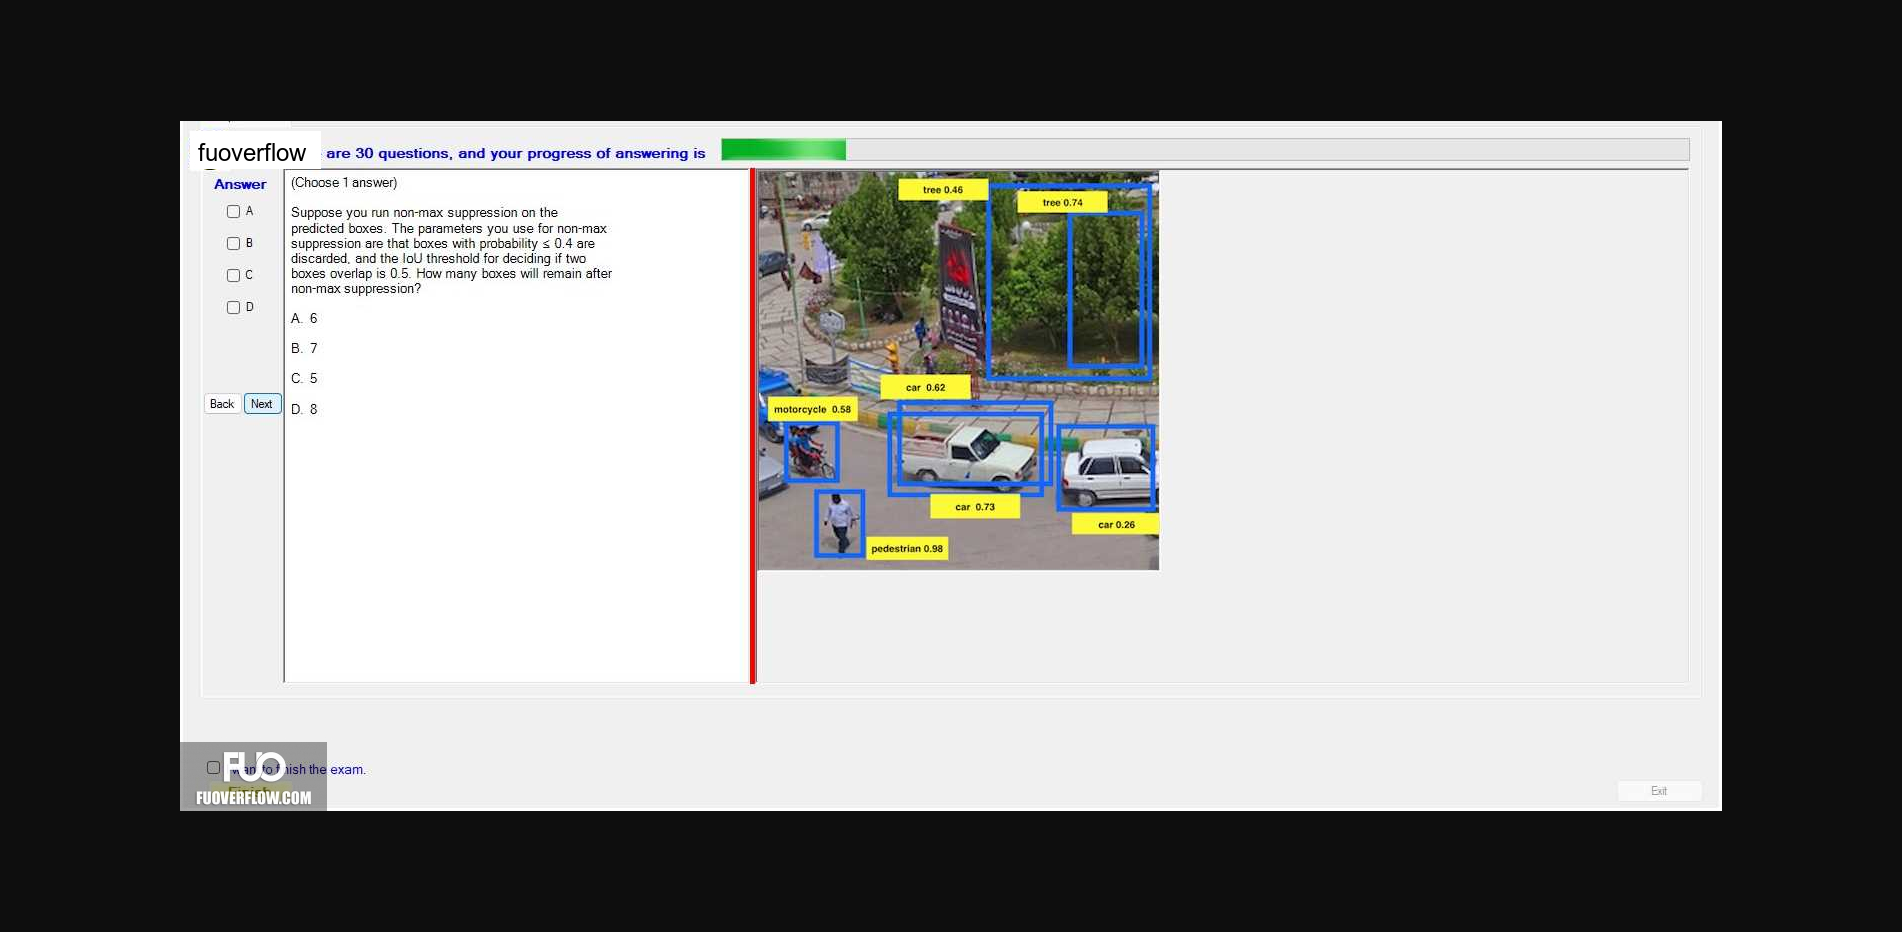 fuoverflow are 30 questions, and your progress of answering is
Answer
A
B
C
D
Back Next
(Choose 1 answer)
Suppose you run non-max suppression on the
predicted boxes. The parameters you use for non-max
suppression are that boxes with probability ≤ 0.4 are
discarded, and the IoU threshold for deciding if two
boxes overlap is 0.5. How many boxes will remain after
non-max suppression?
A. 6
B. 7
C. 5
D. 8
tree 0.46
tree 0.74
car 0.62
motorcycle 0.58
car 0.73
car 0.26
pedestrian 0.98
FUO
to finish the exam.
FUOVERFLOW.COM
Exit